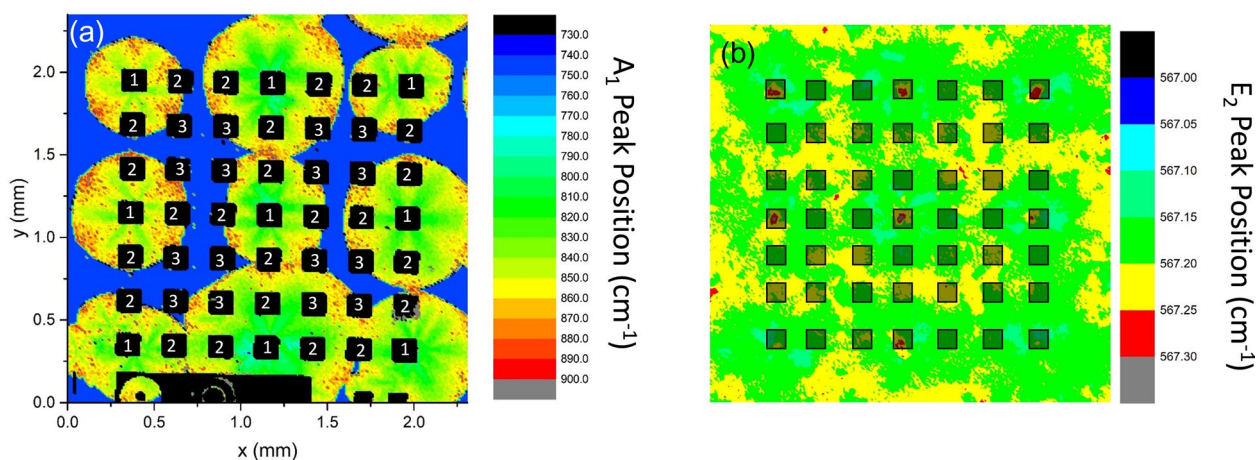 (a)
2.0
1.5
1.0
0.5
0.0
y (mm)
1 2 2 1 2 2 1
2 3 3 2 3 3 2
2 3 3 2 3 3 2
1 2 2 1 2 2 1
2 3 3 2 3 3 2
2 3 3 2 3 3 2
1 2 2 1 2 2 1
0.0 0.5 1.0 1.5 2.0
x (mm)
730.0
740.0
750.0
760.0
770.0
780.0
790.0
800.0
810.0
820.0
830.0
840.0
850.0
860.0
870.0
880.0
890.0
900.0
A₁ Peak Position (cm⁻¹)
(b)
567.00
567.05
567.10
567.15
567.20
567.25
567.30
E₂ Peak Position (cm⁻¹)